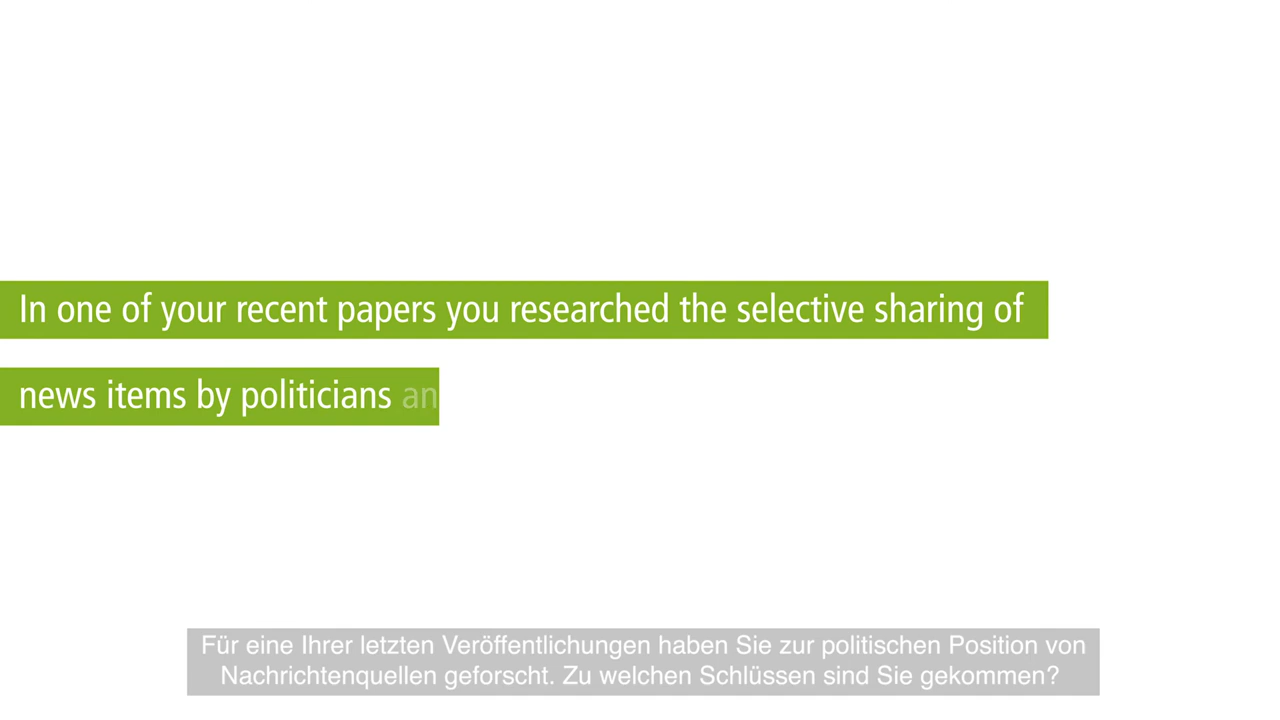 In one of your recent papers you researched the selective sharing of
news items by politicians an
Für eine Ihrer letzten Veröffentlichungen haben Sie zur politischen Position von
Nachrichtenquellen geforscht. Zu welchen Schlüssen sind Sie gekommen?